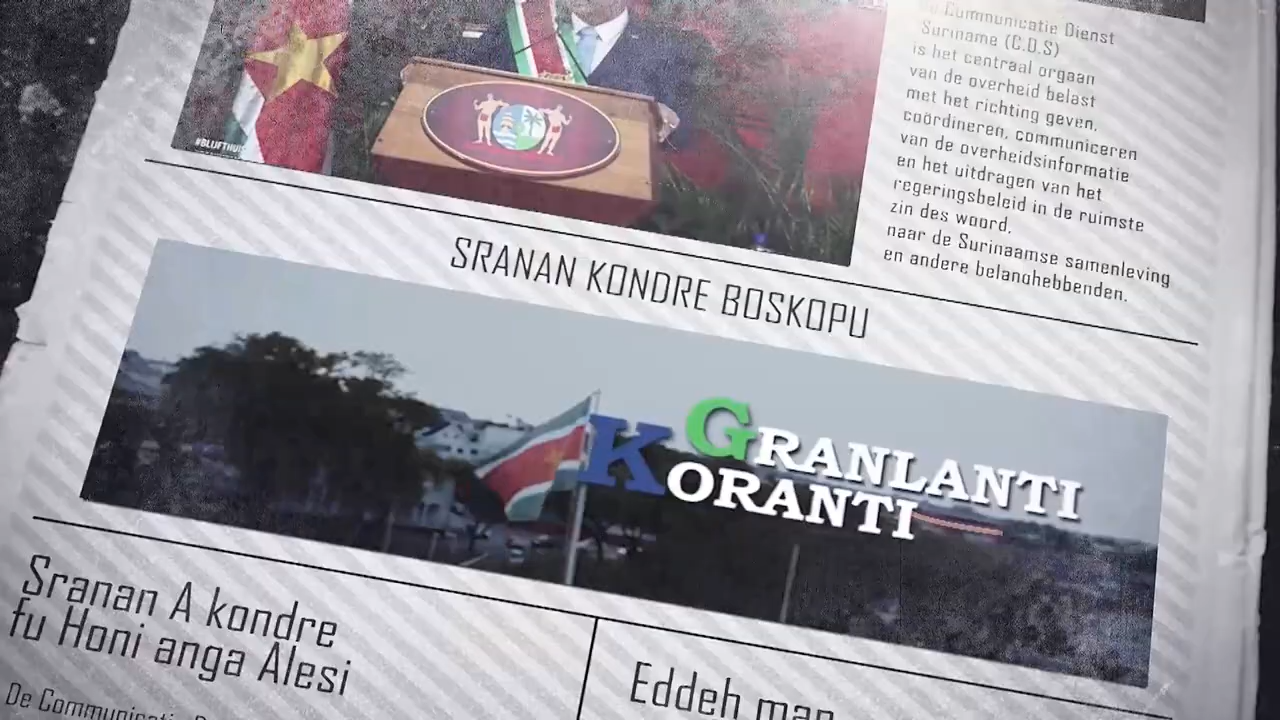 #BLUFTHUIS
Communicatie Dienst
Suriname (C.D.S)
is het centraal orgaan
van de overheid belast
met het richting geven,
coördineren, communiceren
van de overheidsinformatie
en het uitdragen van het
regeringsbeleid in de ruimste
zin des woord,
naar de Surinaamse samenleving
en andere belanghebbenden.
SRANAN KONDRE BOSKOPU
GRANLANTI
KORANTI
Sranan A kondre
fu Honi anga Alesi
De Communicatie
Eddeh man